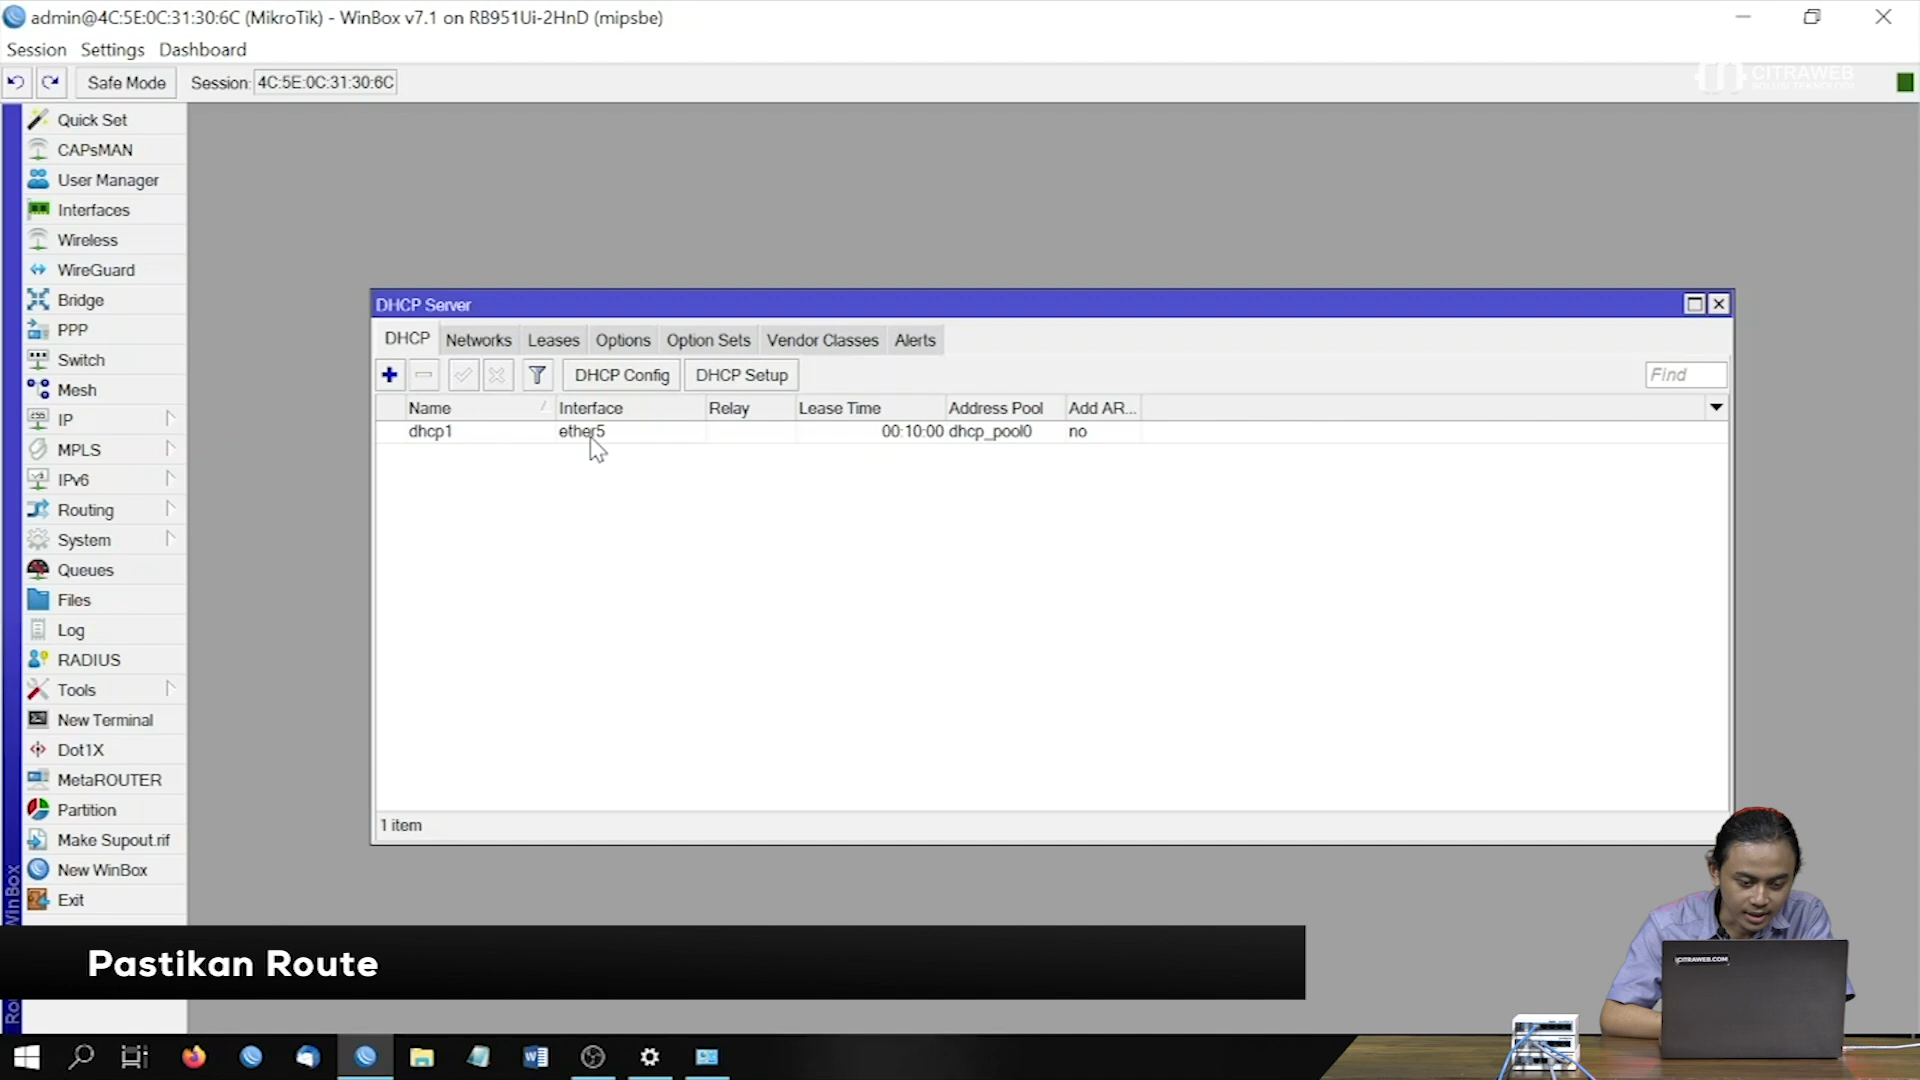 admin@4C:5E:0C:31:30:6C (MikroTik) - WinBox v7.1 on RB951Ui-2HnD (mipsbe)
Session Settings Dashboard
Safe Mode Session: 4C:5E:0C:31:30:6C
CITRAWEB
SOLUSI TEKNOLOGI
Quick Set
CAPsMAN
User Manager
Interfaces
Wireless
WireGuard
Bridge
PPP
Switch
Mesh
IP
MPLS
IPv6
Routing
System
Queues
Files
Log
RADIUS
Tools
New Terminal
Dot1X
MetaROUTER
Partition
Make Supout.rif
New WinBox
Exit
DHCP Server
DHCP Networks Leases Options Option Sets Vendor Classes Alerts
DHCP Config DHCP Setup Find
Name Interface Relay Lease Time Address Pool Add AR...
dhcp1 ether5 00:10:00 dhcp_pool0 no
1 item
Pastikan Route
CITRAWEB.COM